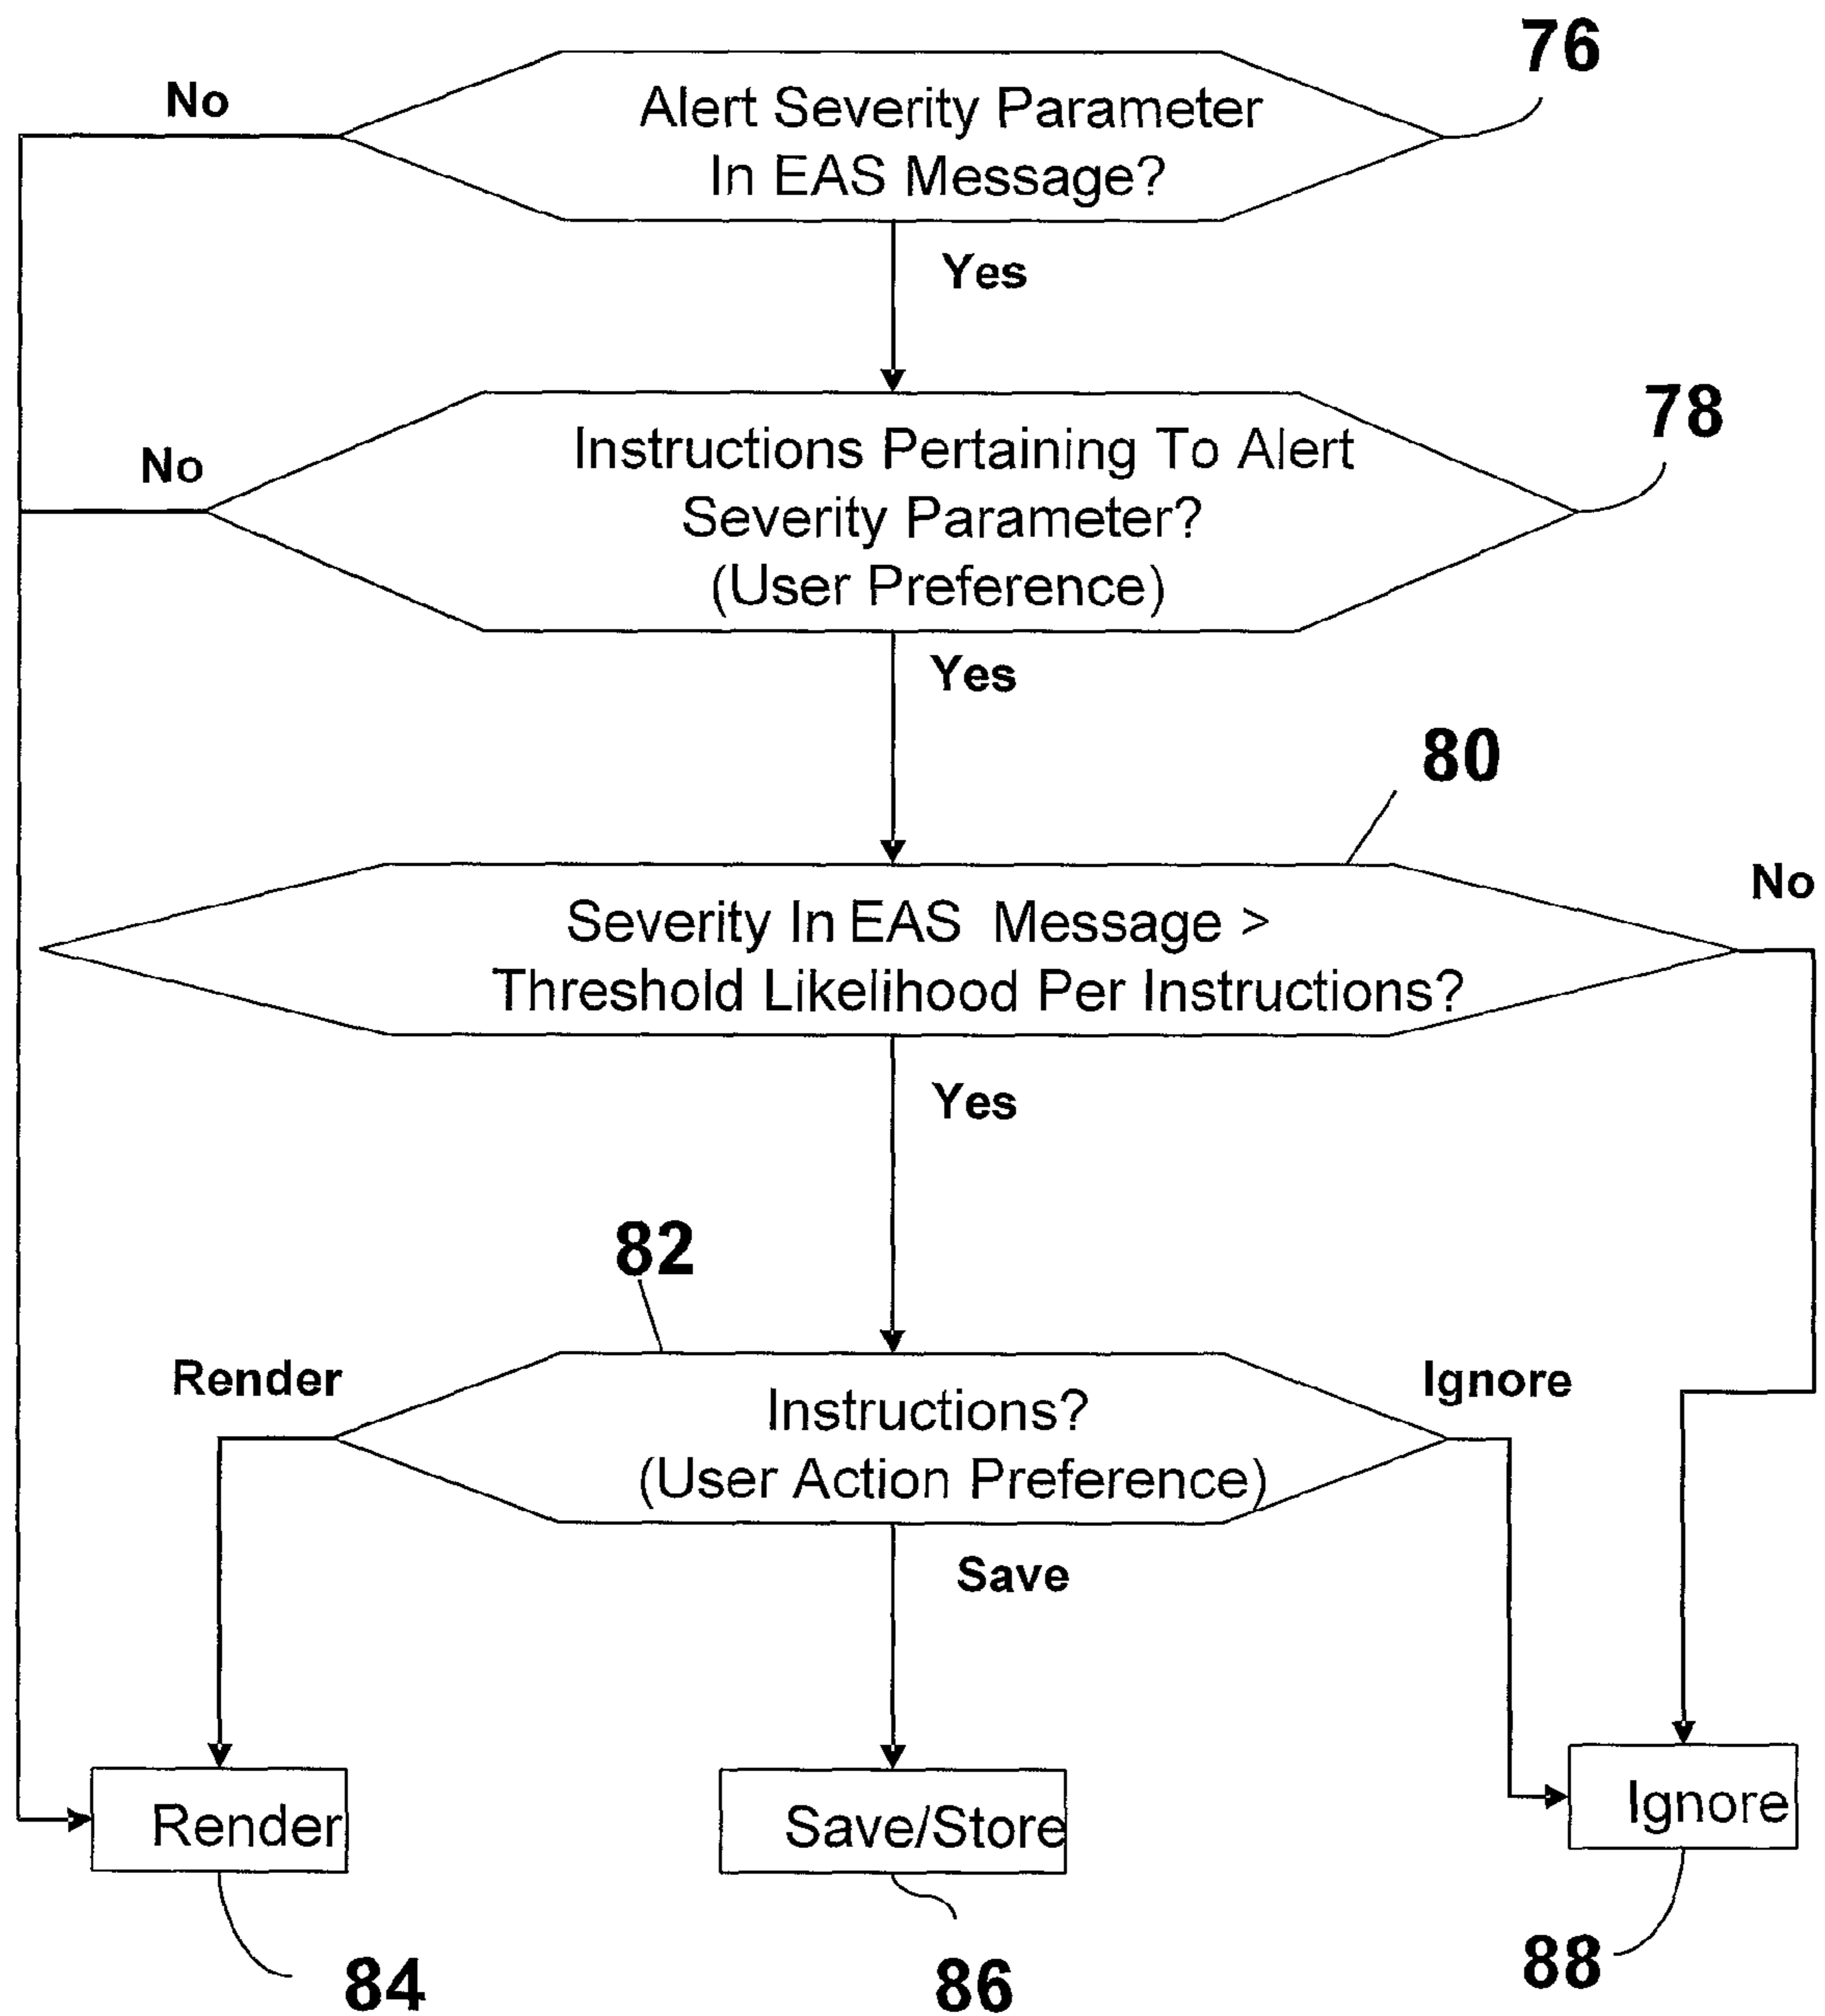 76
No
Alert Severity Parameter
In EAS Message?
Yes
78
No
Instructions Pertaining To Alert
Severity Parameter?
(User Preference)
Yes
80
No
Severity In EAS Message >
Threshold Likelihood Per Instructions?
Yes
82
Render
Ignore
Instructions?
(User Action Preference)
Save
Render
Save/Store
Ignore
84
86
88